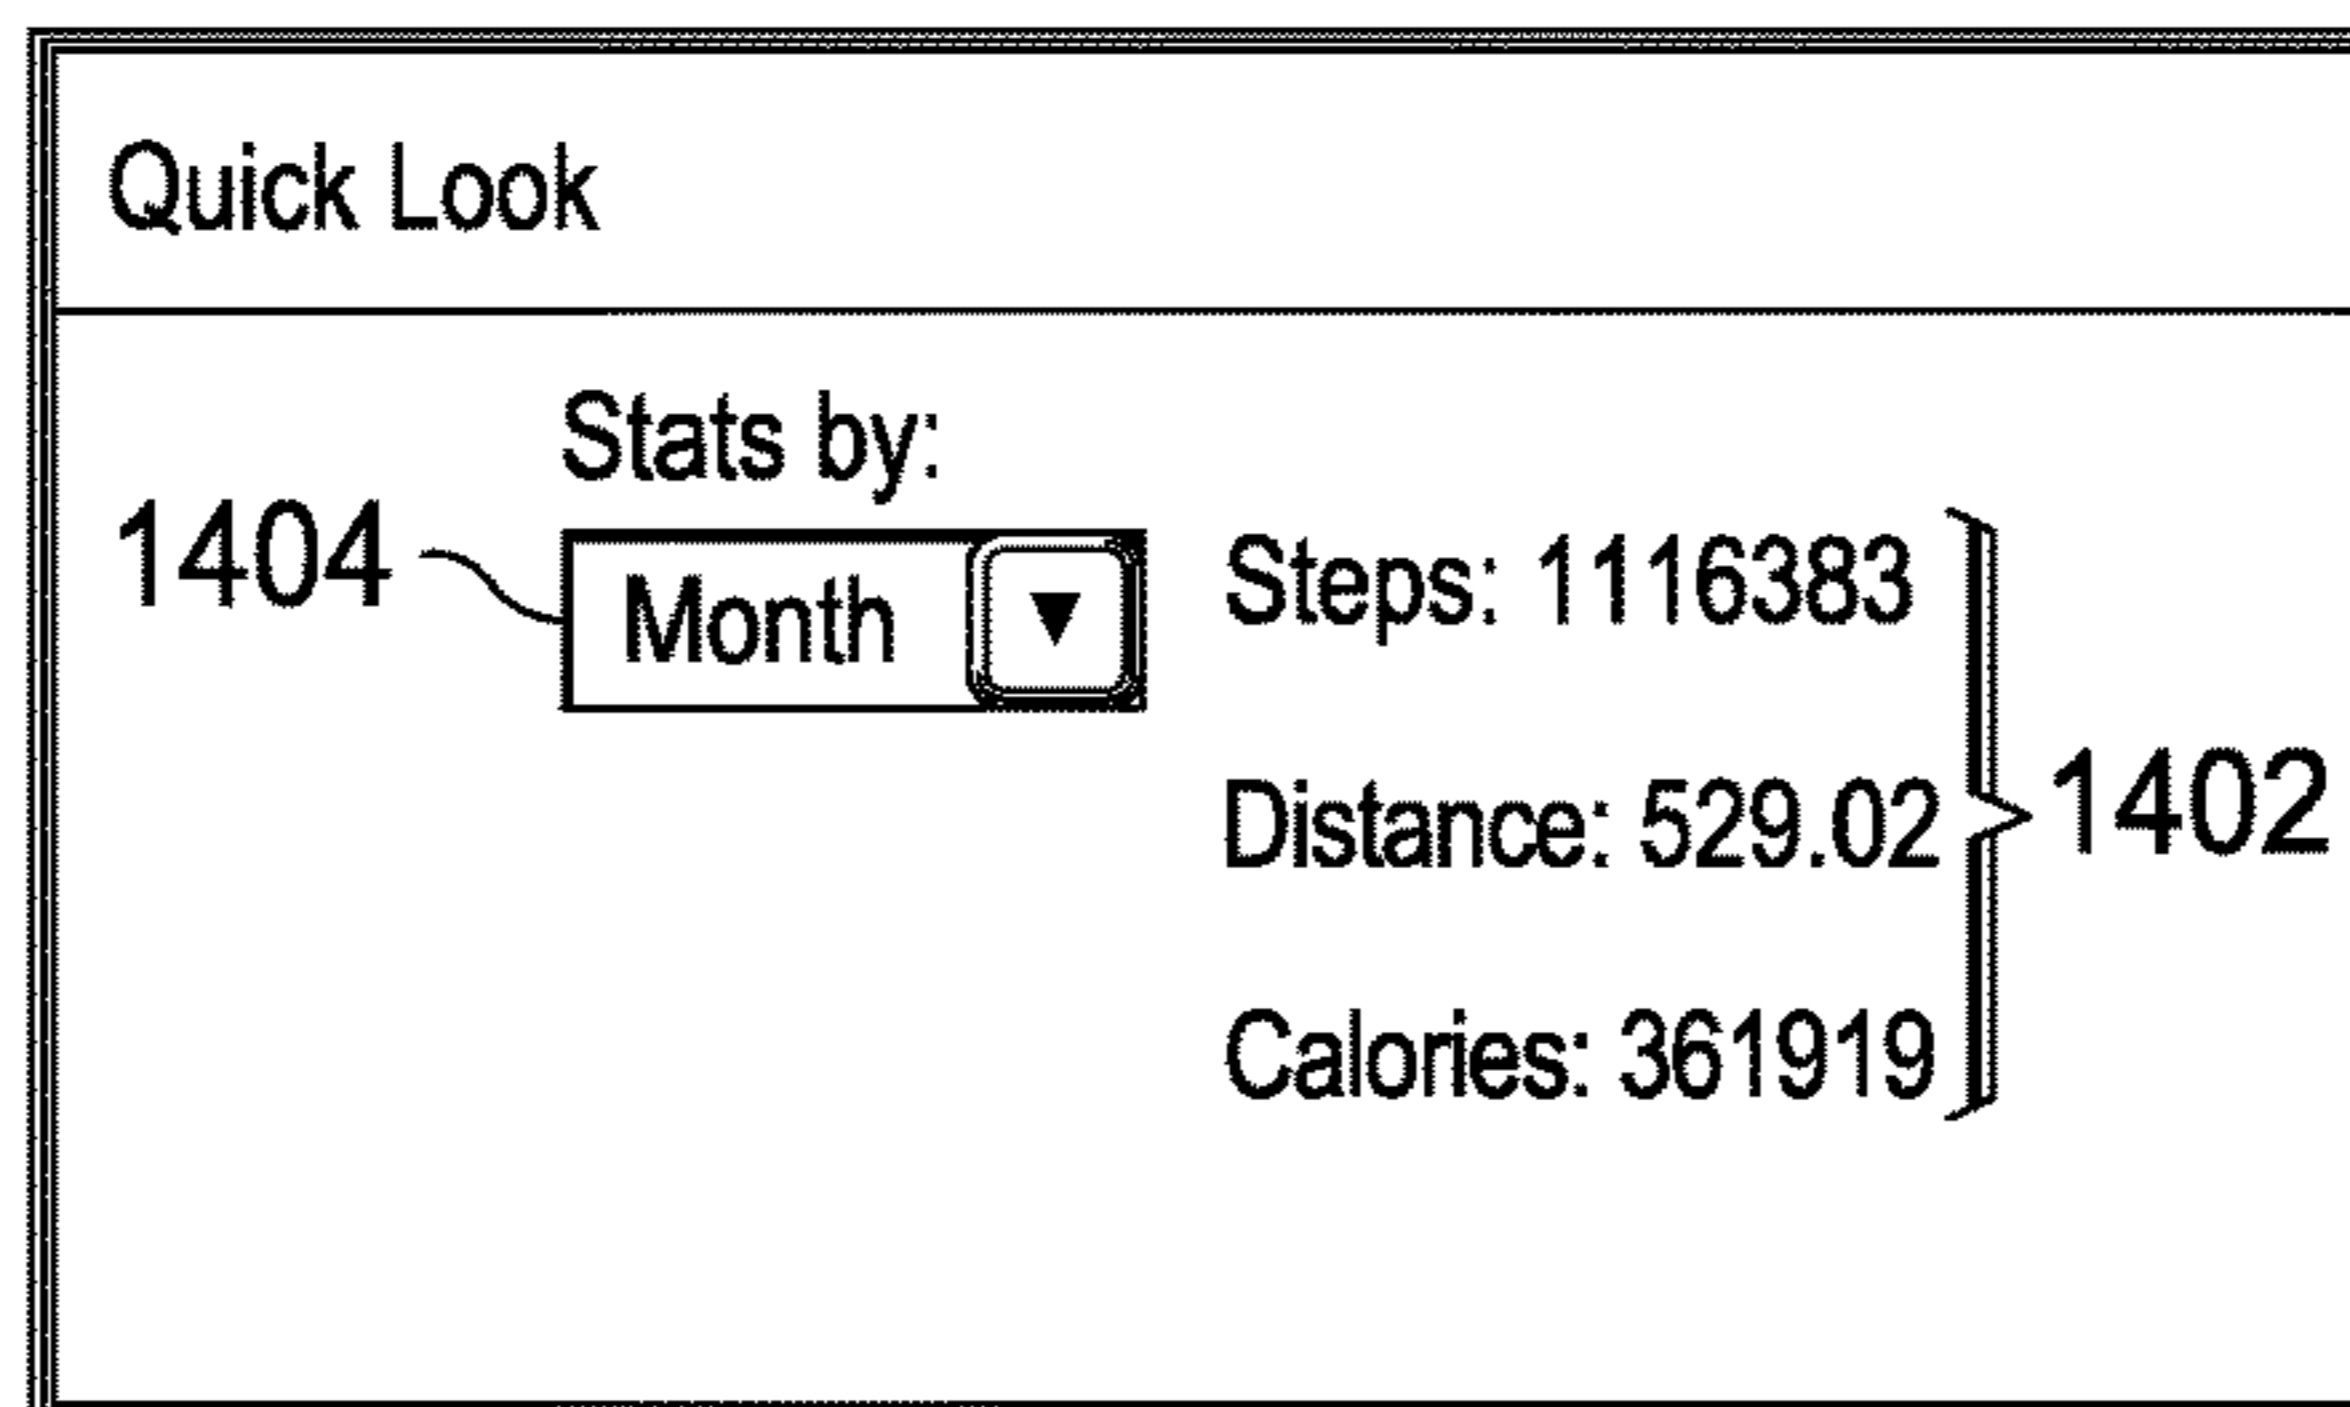 Quick Look
Stats by:
1404
Month
Steps: 1116383
Distance: 529.02
1402
Calories: 361919